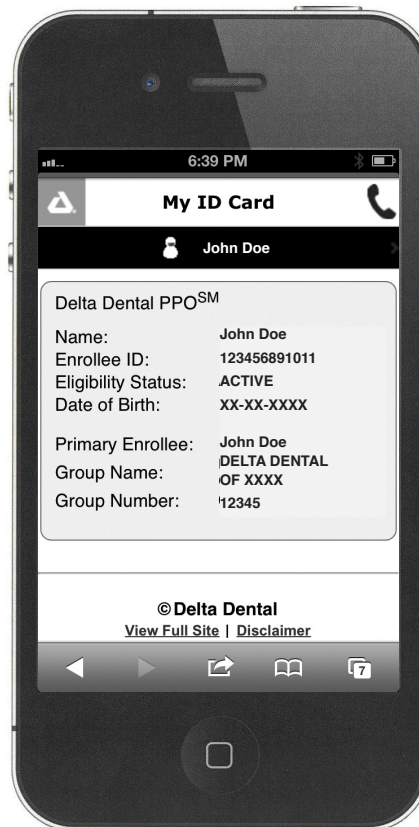 6:39 PM
My ID Card
John Doe
Delta Dental PPO℠
Name: John Doe
Enrollee ID: 123456891011
Eligibility Status: ACTIVE
Date of Birth: XX-XX-XXXX
Primary Enrollee: John Doe
Group Name: DELTA DENTAL
OF XXXX
Group Number: 12345
© Delta Dental
View Full Site | Disclaimer
7